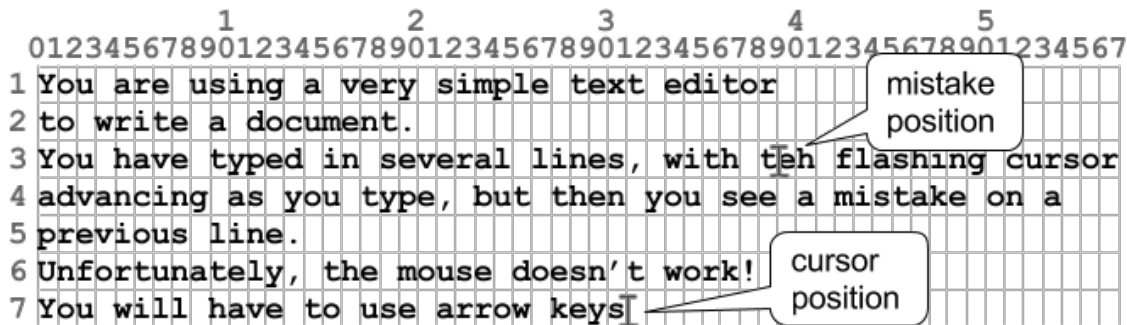 1 2 3 4 5
0123456789012345678901234567890123456789012345678901234567
1 You are using a very simple text editor
mistake
position
2 to write a document.
3 You have typed in several lines, with teh flashing cursor
4 advancing as you type, but then you see a mistake on a
5 previous line.
6 Unfortunately, the mouse doesn't work!
cursor
position
7 You will have to use arrow keys